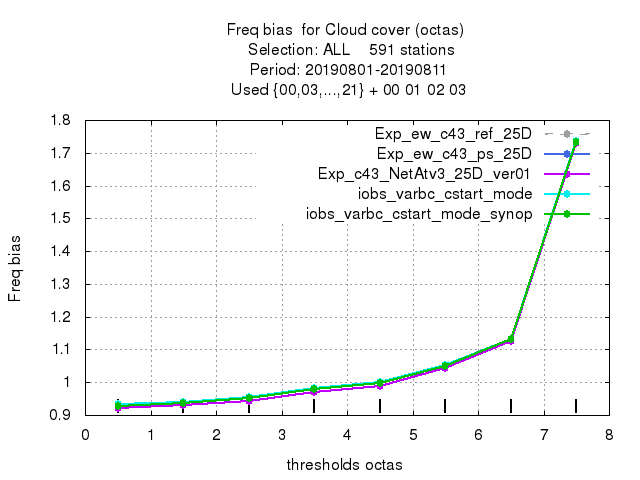 Freq bias  for Cloud cover (octas)
Selection: ALL    591 stations
Period: 20190801-20190811
Used {00,03,...,21} + 00 01 02 03
1.8
1.7
1.6
1.5
1.4
1.3
1.2
1.1
1
0.9
Freq bias
Exp_ew_c43_ref_25D
Exp_ew_c43_ps_25D
Exp_c43_NetAtv3_25D_ver01
iobs_varbc_cstart_mode
iobs_varbc_cstart_mode_synop
0 1 2 3 4 5 6 7 8
thresholds octas